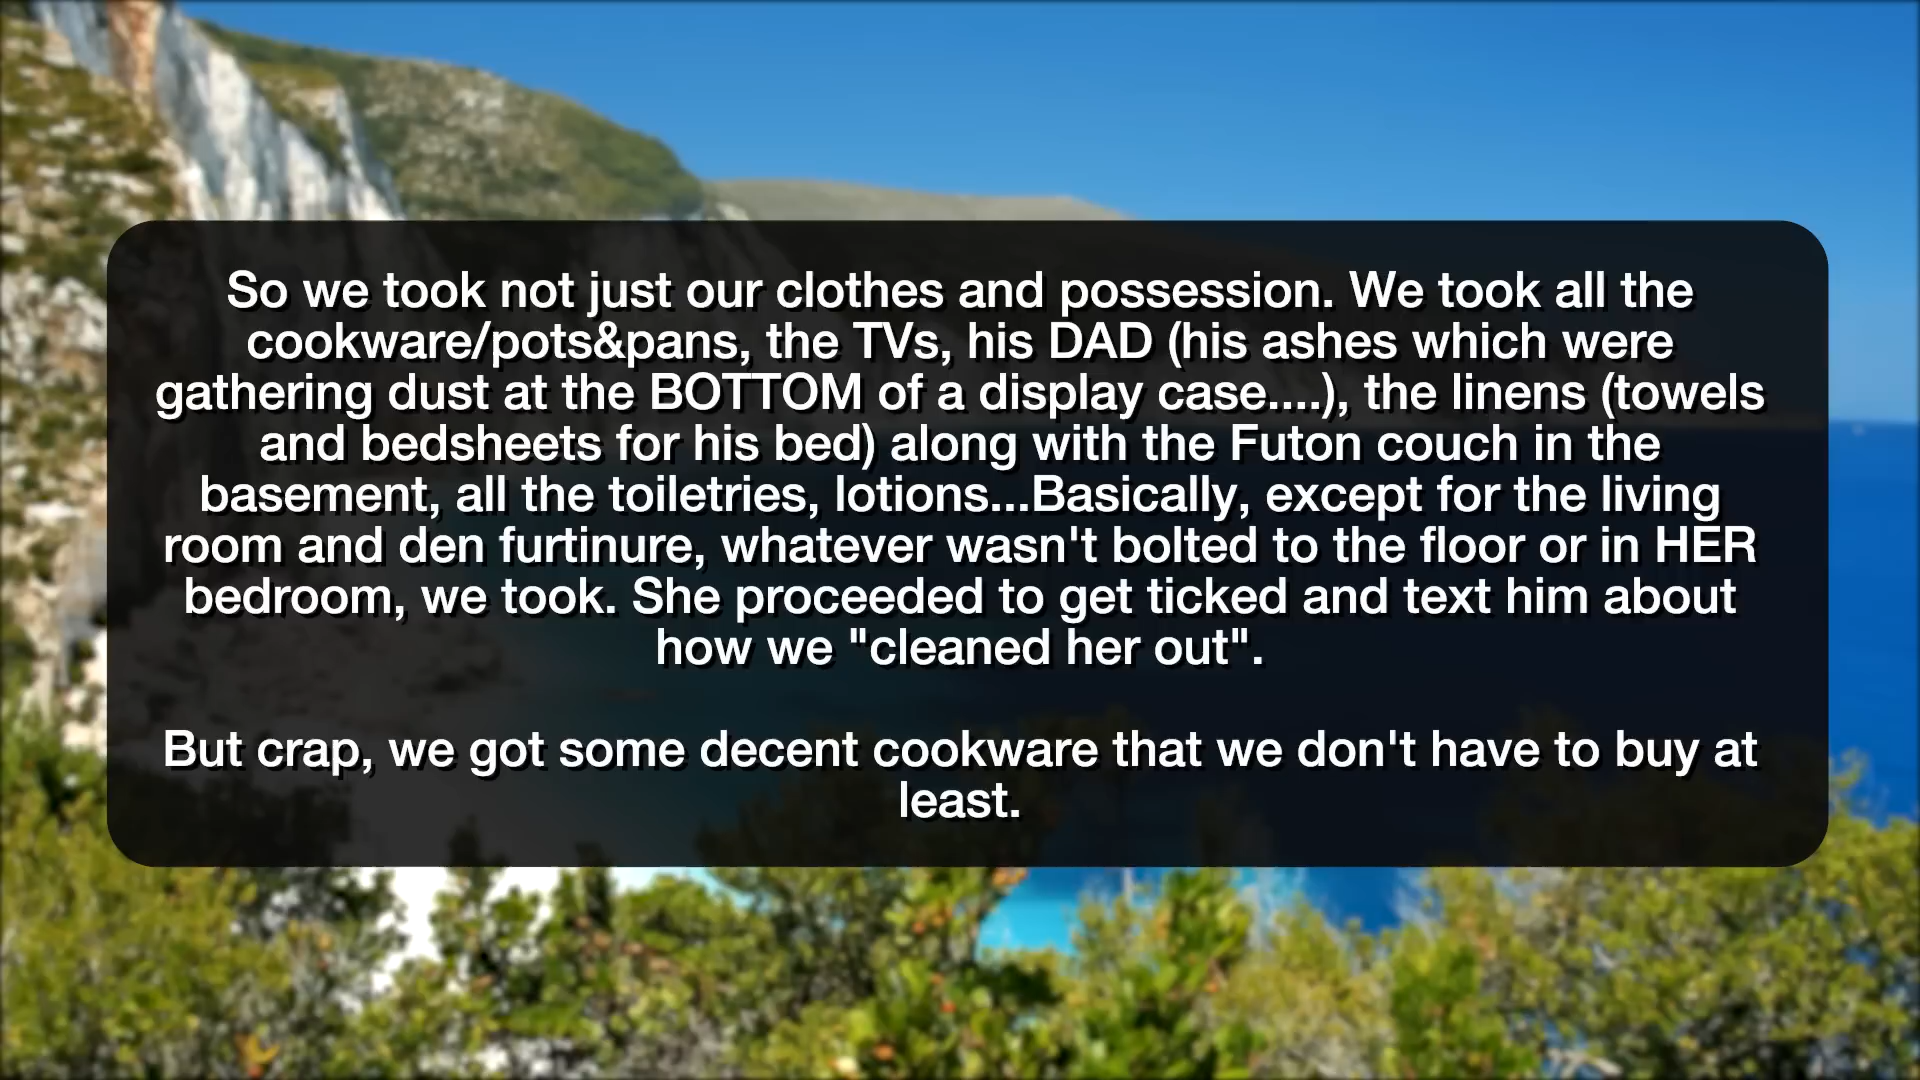 So we took not just our clothes and possession. We took all the
cookware/pots&pans, the TVs, his DAD (his ashes which were
gathering dust at the BOTTOM of a display case....), the linens (towels
and bedsheets for his bed) along with the Futon couch in the
basement, all the toiletries, lotions...Basically, except for the living
room and den furtinure, whatever wasn't bolted to the floor or in HER
bedroom, we took. She proceeded to get ticked and text him about
how we "cleaned her out".
But crap, we got some decent cookware that we don't have to buy at
least.